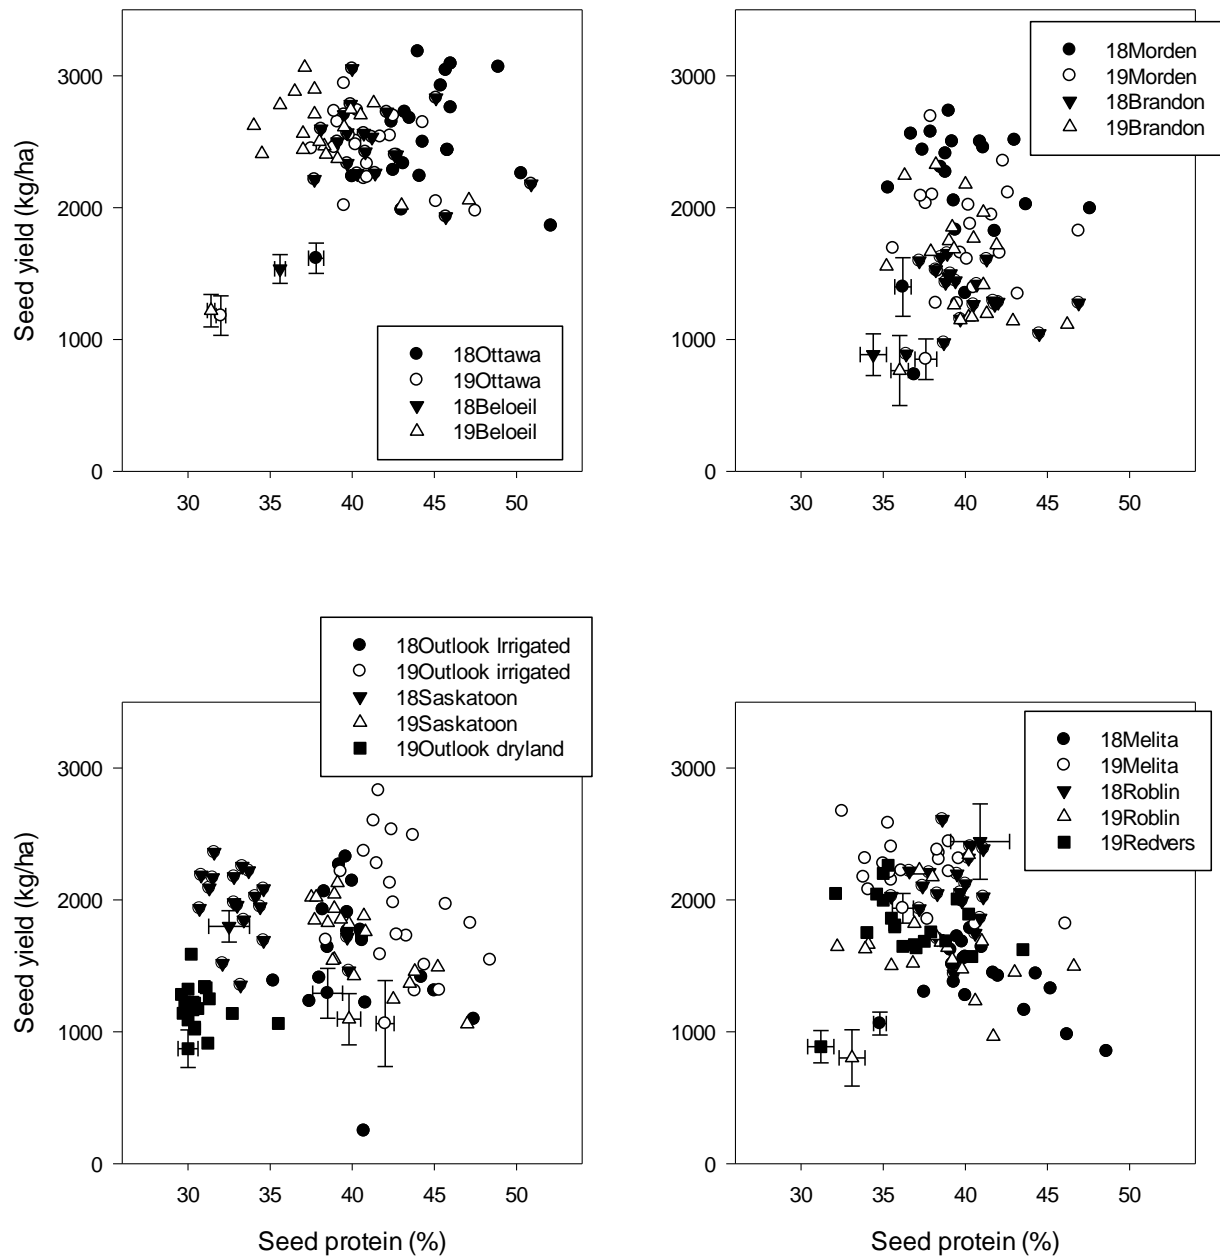 Seed yield (kg/ha)
3000
2000
1000
0
30 35 40 45 50
18Ottawa
19Ottawa
18Beloeil
19Beloeil
3000
2000
1000
0
30 35 40 45 50
18Morden
19Morden
18Brandon
19Brandon
Seed yield (kg/ha)
3000
2000
1000
0
30 35 40 45 50
Seed protein (%)
18Outlook Irrigated
19Outlook irrigated
18Saskatoon
19Saskatoon
19Outlook dryland
3000
2000
1000
0
30 35 40 45 50
Seed protein (%)
18Melita
19Melita
18Roblin
19Roblin
19Redvers